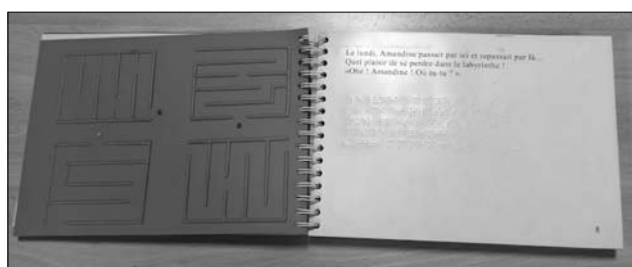 Le lundi, Amandine passait par ici et repassait par là...
Quel plaisir de se perdre dans le labyrinthe !
«Ohé ! Amandine ! Où es-tu ? ».
8